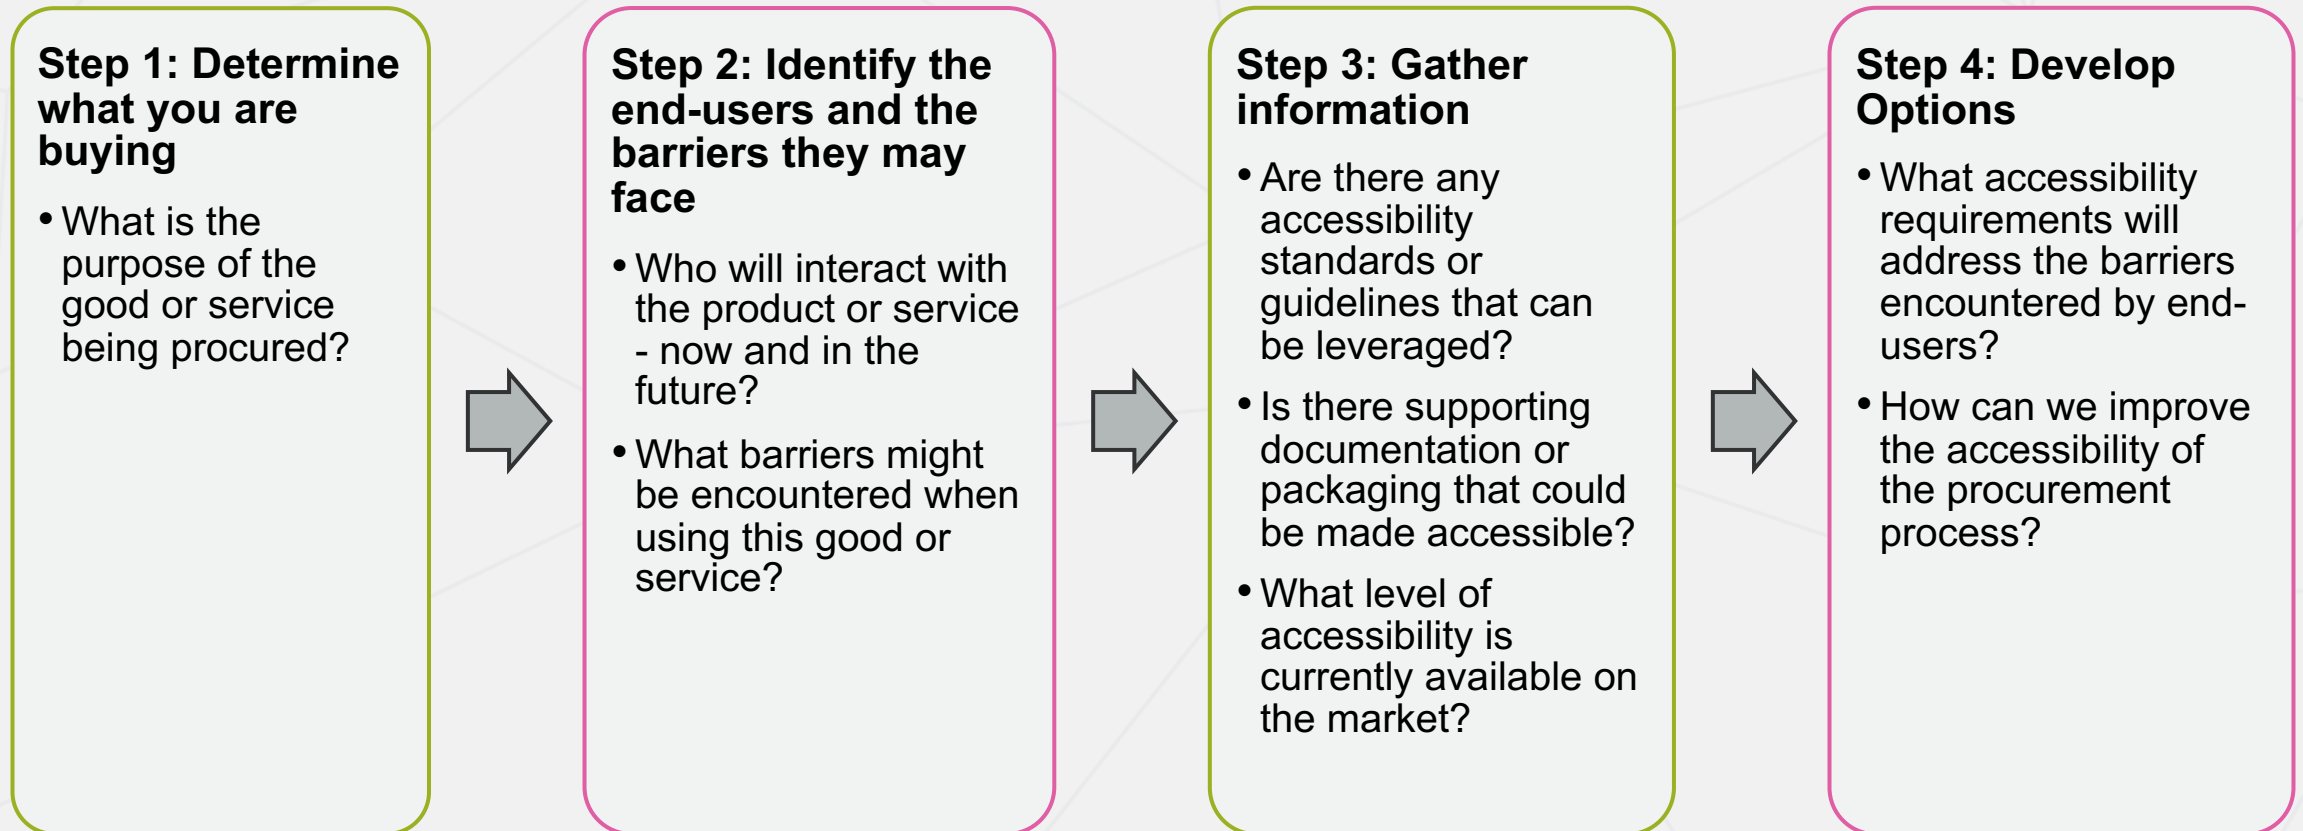 Step 1: Determine
what you are
buying
• What is the
purpose of the
good or service
being procured?
Step 2: Identify the
end-users and the
barriers they may
face
• Who will interact with
the product or service
- now and in the
future?
• What barriers might
be encountered when
using this good or
service?
Step 3: Gather
information
• Are there any
accessibility
standards or
guidelines that can
be leveraged?
• Is there supporting
documentation or
packaging that could
be made accessible?
• What level of
accessibility is
currently available on
the market?
Step 4: Develop
Options
• What accessibility
requirements will
address the barriers
encountered by end-
users?
• How can we improve
the accessibility of
the procurement
process?